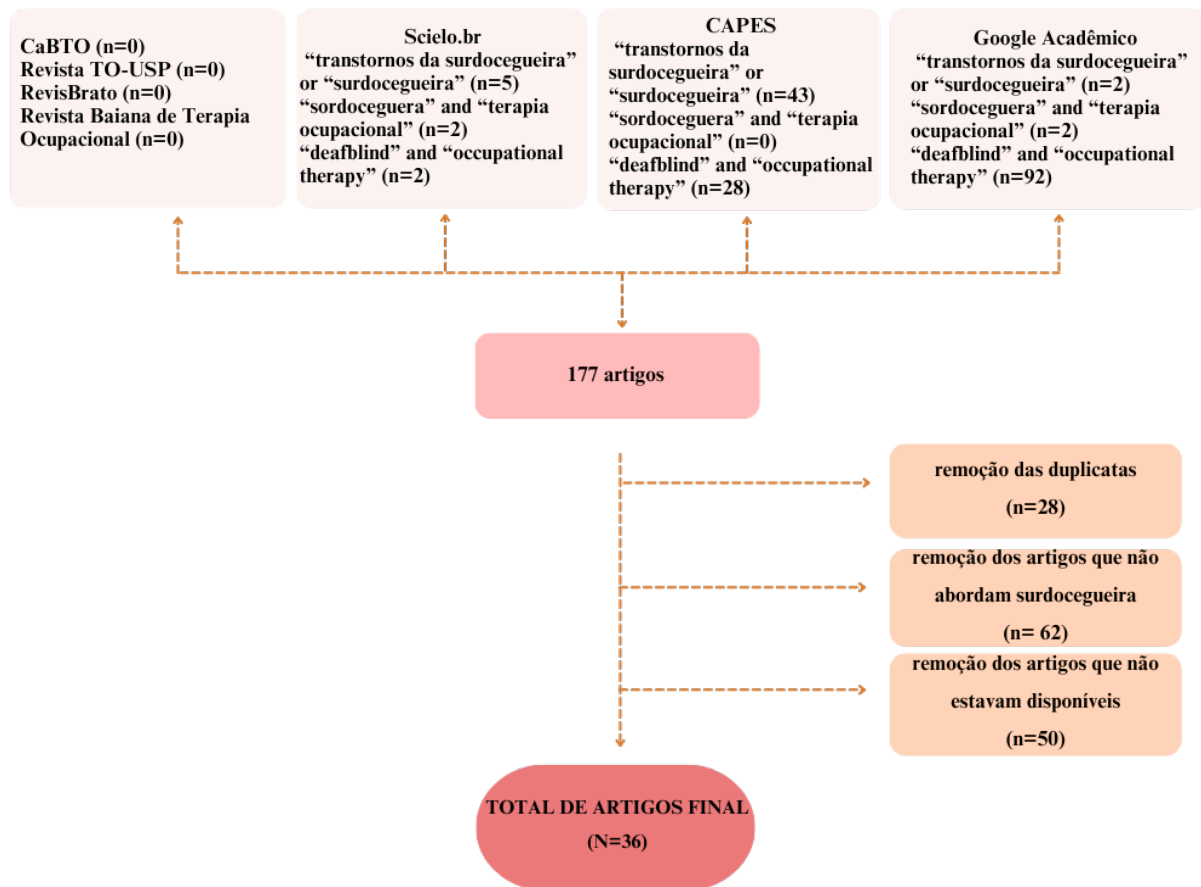 CaBTO (n=0)
Revista TO-USP (n=0)
RevisBrato (n=0)
Revista Baiana de Terapia
Ocupacional (n=0)
Scielo.br
“transtornos da surdocegueira”
or “surdocegueira” (n=5)
“sordoceguera” and “terapia
ocupacional” (n=2)
“deafblind” and “occupational
therapy” (n=2)
CAPES
“transtornos da
surdocegueira” or
“surdocegueira” (n=43)
“sordoceguera” and “terapia
ocupacional” (n=0)
“deafblind” and “occupational
therapy” (n=28)
Google Acadêmico
“transtornos da surdocegueira”
or “surdocegueira” (n=2)
“sordoceguera” and “terapia
ocupacional” (n=2)
“deafblind” and “occupational
therapy” (n=92)
177 artigos
remoção das duplicatas
(n=28)
remoção dos artigos que não
abordam surdocegueira
(n= 62)
remoção dos artigos que não
estavam disponíveis
(n=50)
TOTAL DE ARTIGOS FINAL
(N=36)